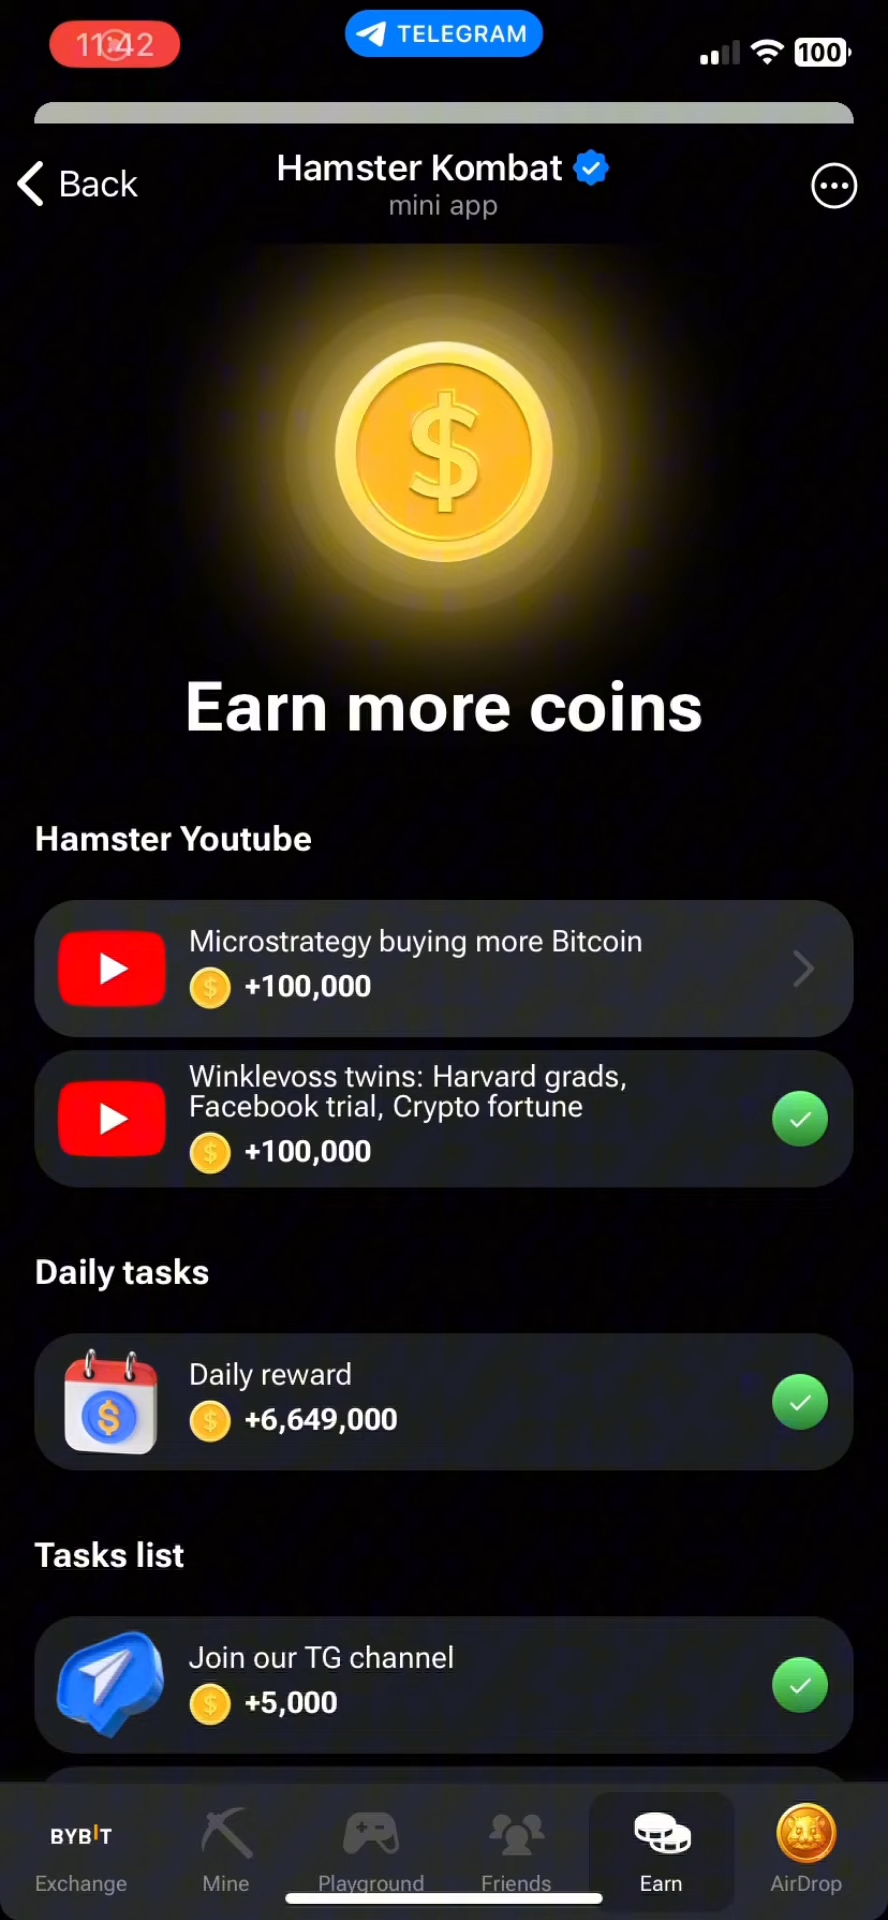 11:42
TELEGRAM
100
Back
Hamster Kombat
mini app
Earn more coins
Hamster Youtube
Microstrategy buying more Bitcoin
+100,000
Winklevoss twins: Harvard grads,
Facebook trial, Crypto fortune
+100,000
Daily tasks
Daily reward
+6,649,000
Tasks list
Join our TG channel
+5,000
BYBIT
Exchange
Mine
Playground
Friends
Earn
AirDrop